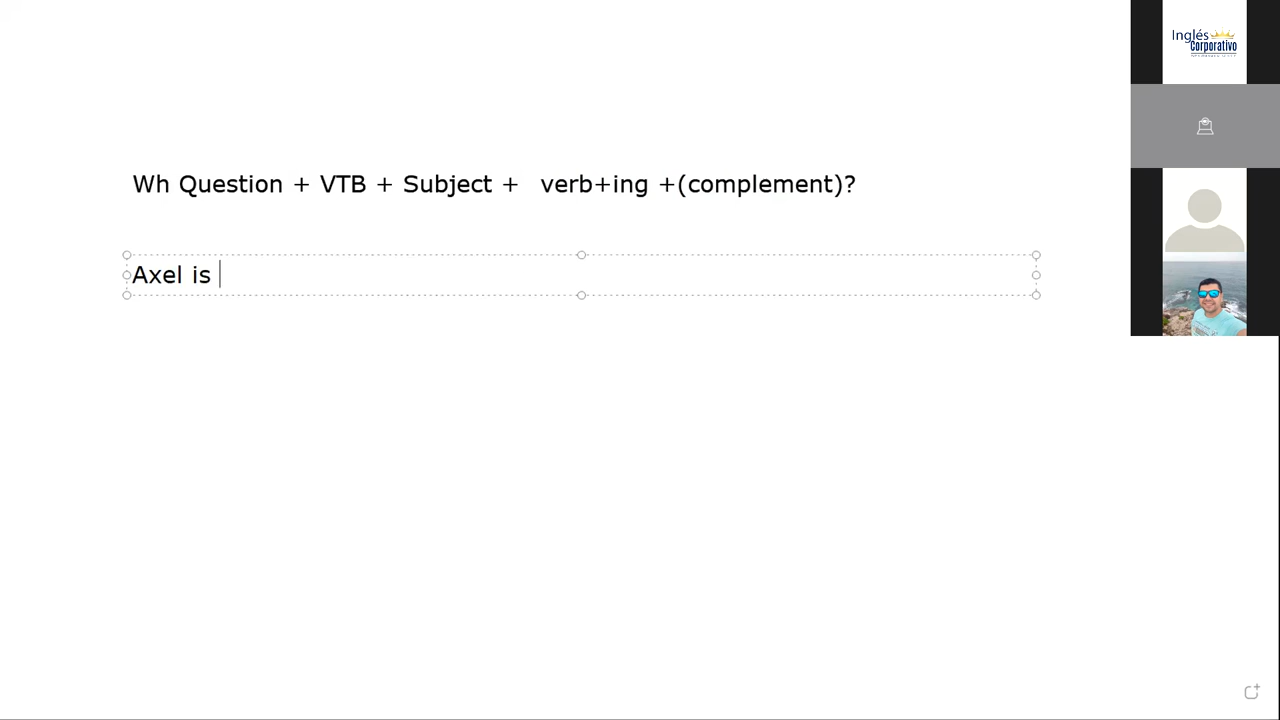 Inglés
Corporativo
Wh Question + VTB + Subject + verb+ing +(complement)?
Axel is